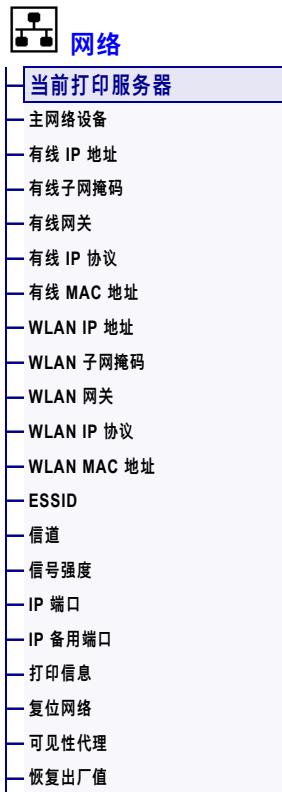 网络
当前打印服务器
主网络设备
有线 IP 地址
有线子网掩码
有线网关
有线 IP 协议
有线 MAC 地址
WLAN IP 地址
WLAN 子网掩码
WLAN 网关
WLAN IP 协议
WLAN MAC 地址
ESSID
信道
信号强度
IP 端口
IP 备用端口
打印信息
复位网络
可见性代理
恢复出厂值